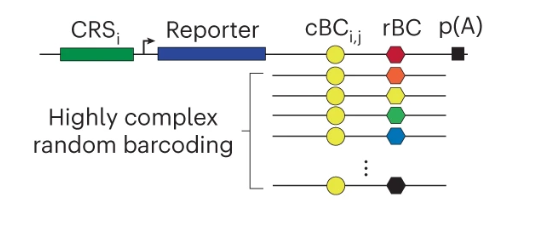 CRSi Reporter cBCi,j rBC p(A)
Highly complex
random barcoding